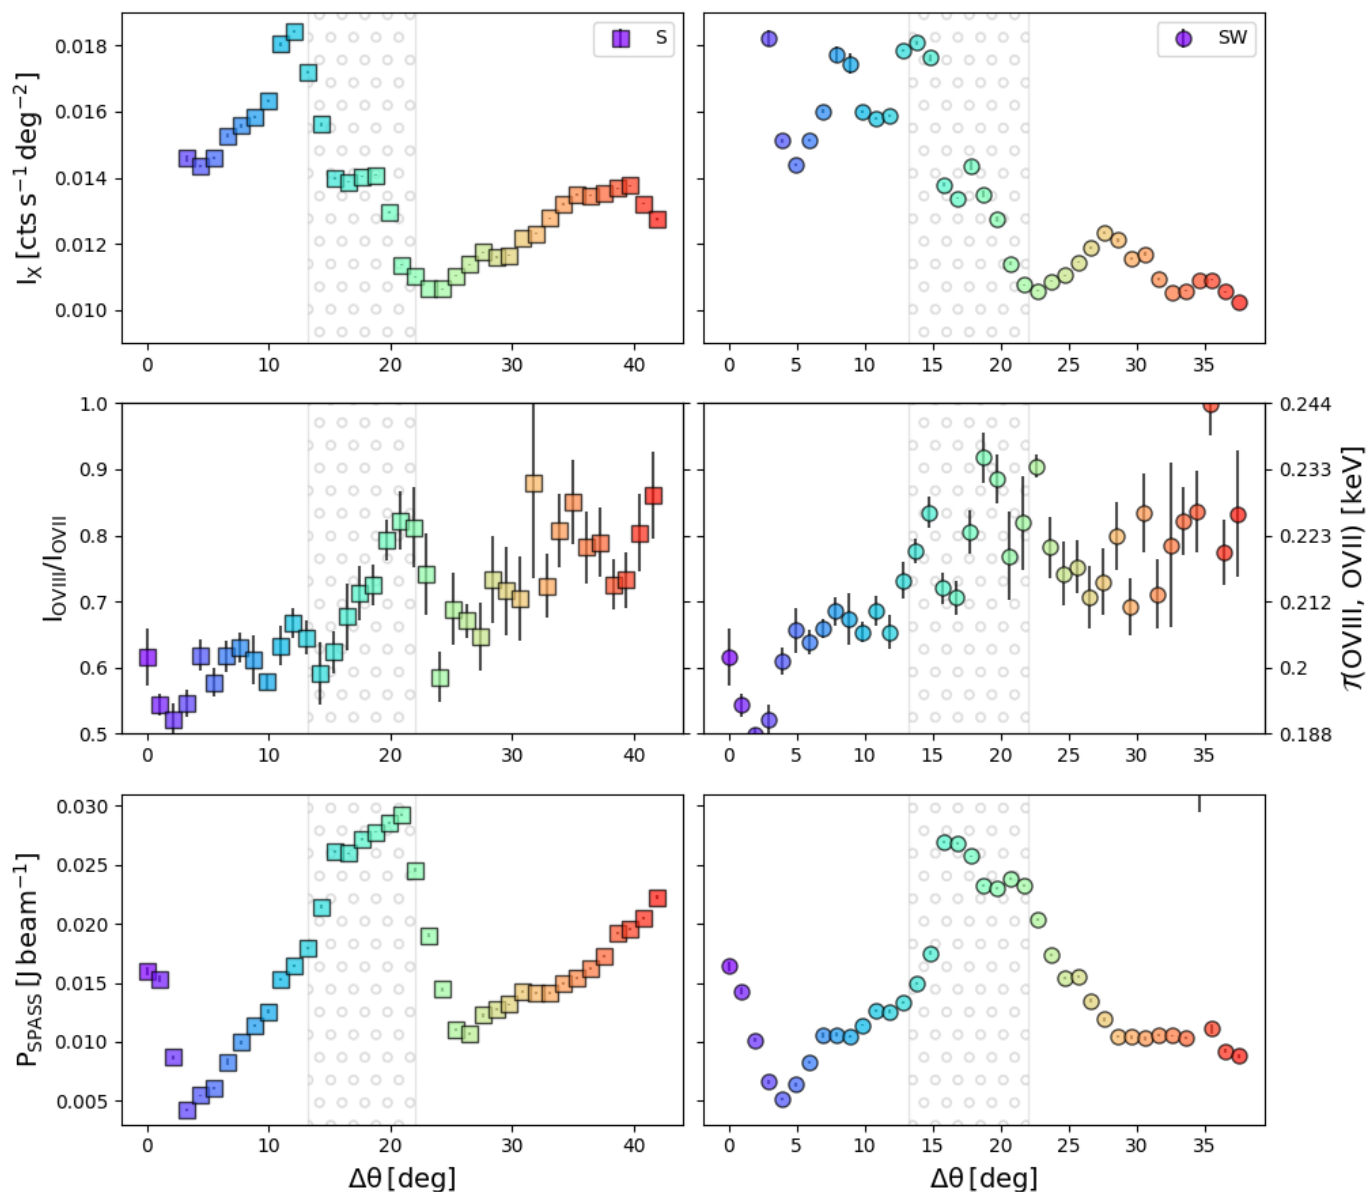 I_X [cts s⁻¹ deg⁻²]
0.018
0.016
0.014
0.012
0.010
S
0 10 20 30 40
SW
0 5 10 15 20 25 30 35
I_OVIII/I_OVII
1.0
0.9
0.8
0.7
0.6
0.5
0 10 20 30 40
0 5 10 15 20 25 30 35
0.244
0.233
0.223
0.212
0.2
0.188
𝒯(OVIII, OVII) [keV]
P_SPASS [J beam⁻¹]
0.030
0.025
0.020
0.015
0.010
0.005
0 10 20 30 40
Δθ [deg]
0 5 10 15 20 25 30 35
Δθ [deg]